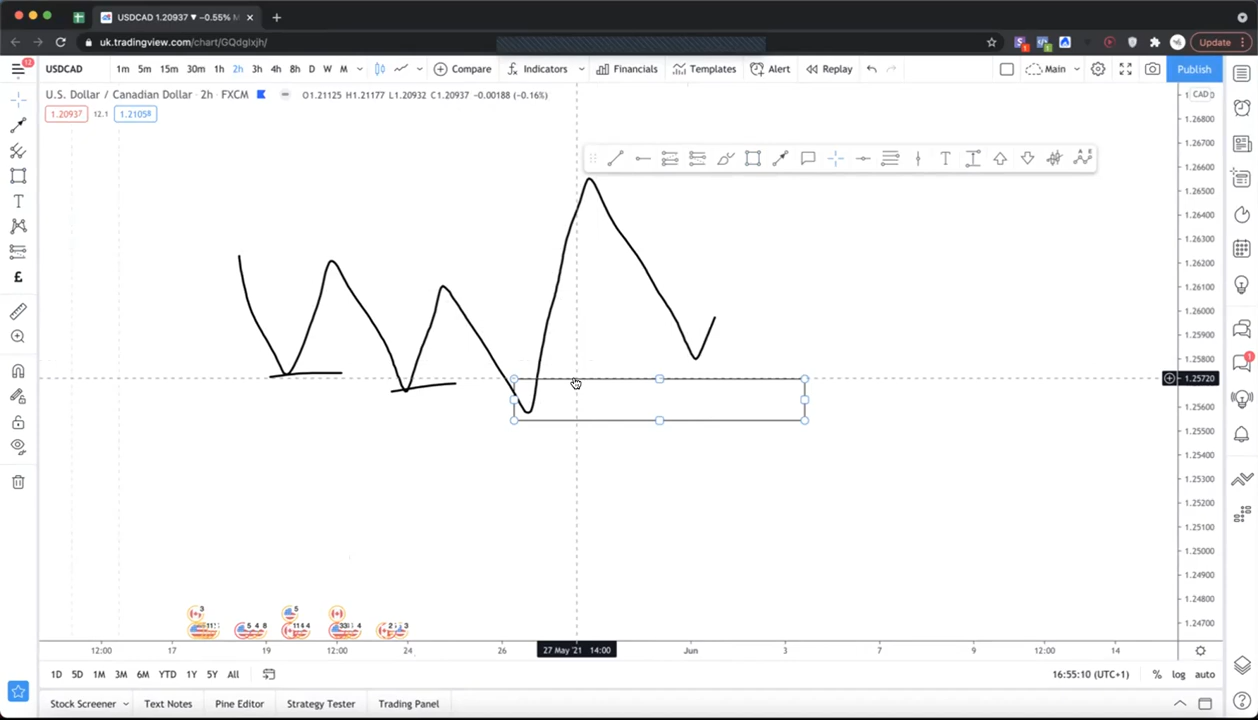 USDCAD 1.20937 ▼ −0.55% M
uk.tradingview.com/chart/GQdgIxjh/
Update
USDCAD 1m 5m 15m 30m 1h 2h 3h 4h 8h D W M Compare Indicators Financials Templates Alert Replay Main Publish
U.S. Dollar / Canadian Dollar · 2h · FXCM O1.21125 H1.21177 L1.20932 C1.20937 −0.00188 (−0.16%)
1.20937 12.1 1.21058
CAD
1.26800
1.26700
1.26600
1.26500
1.26400
1.26300
1.26200
1.26100
1.26000
1.25900
1.25800
1.25720
1.25600
1.25500
1.25400
1.25300
1.25200
1.25100
1.25000
1.24900
1.24800
1.24700
12:00 17 19 12:00 24 26 27 May '21 14:00 Jun 3 7 9 12:00 14
1D 5D 1M 3M 6M YTD 1Y 5Y All 16:55:10 (UTC+1) % log auto
Stock Screener Text Notes Pine Editor Strategy Tester Trading Panel